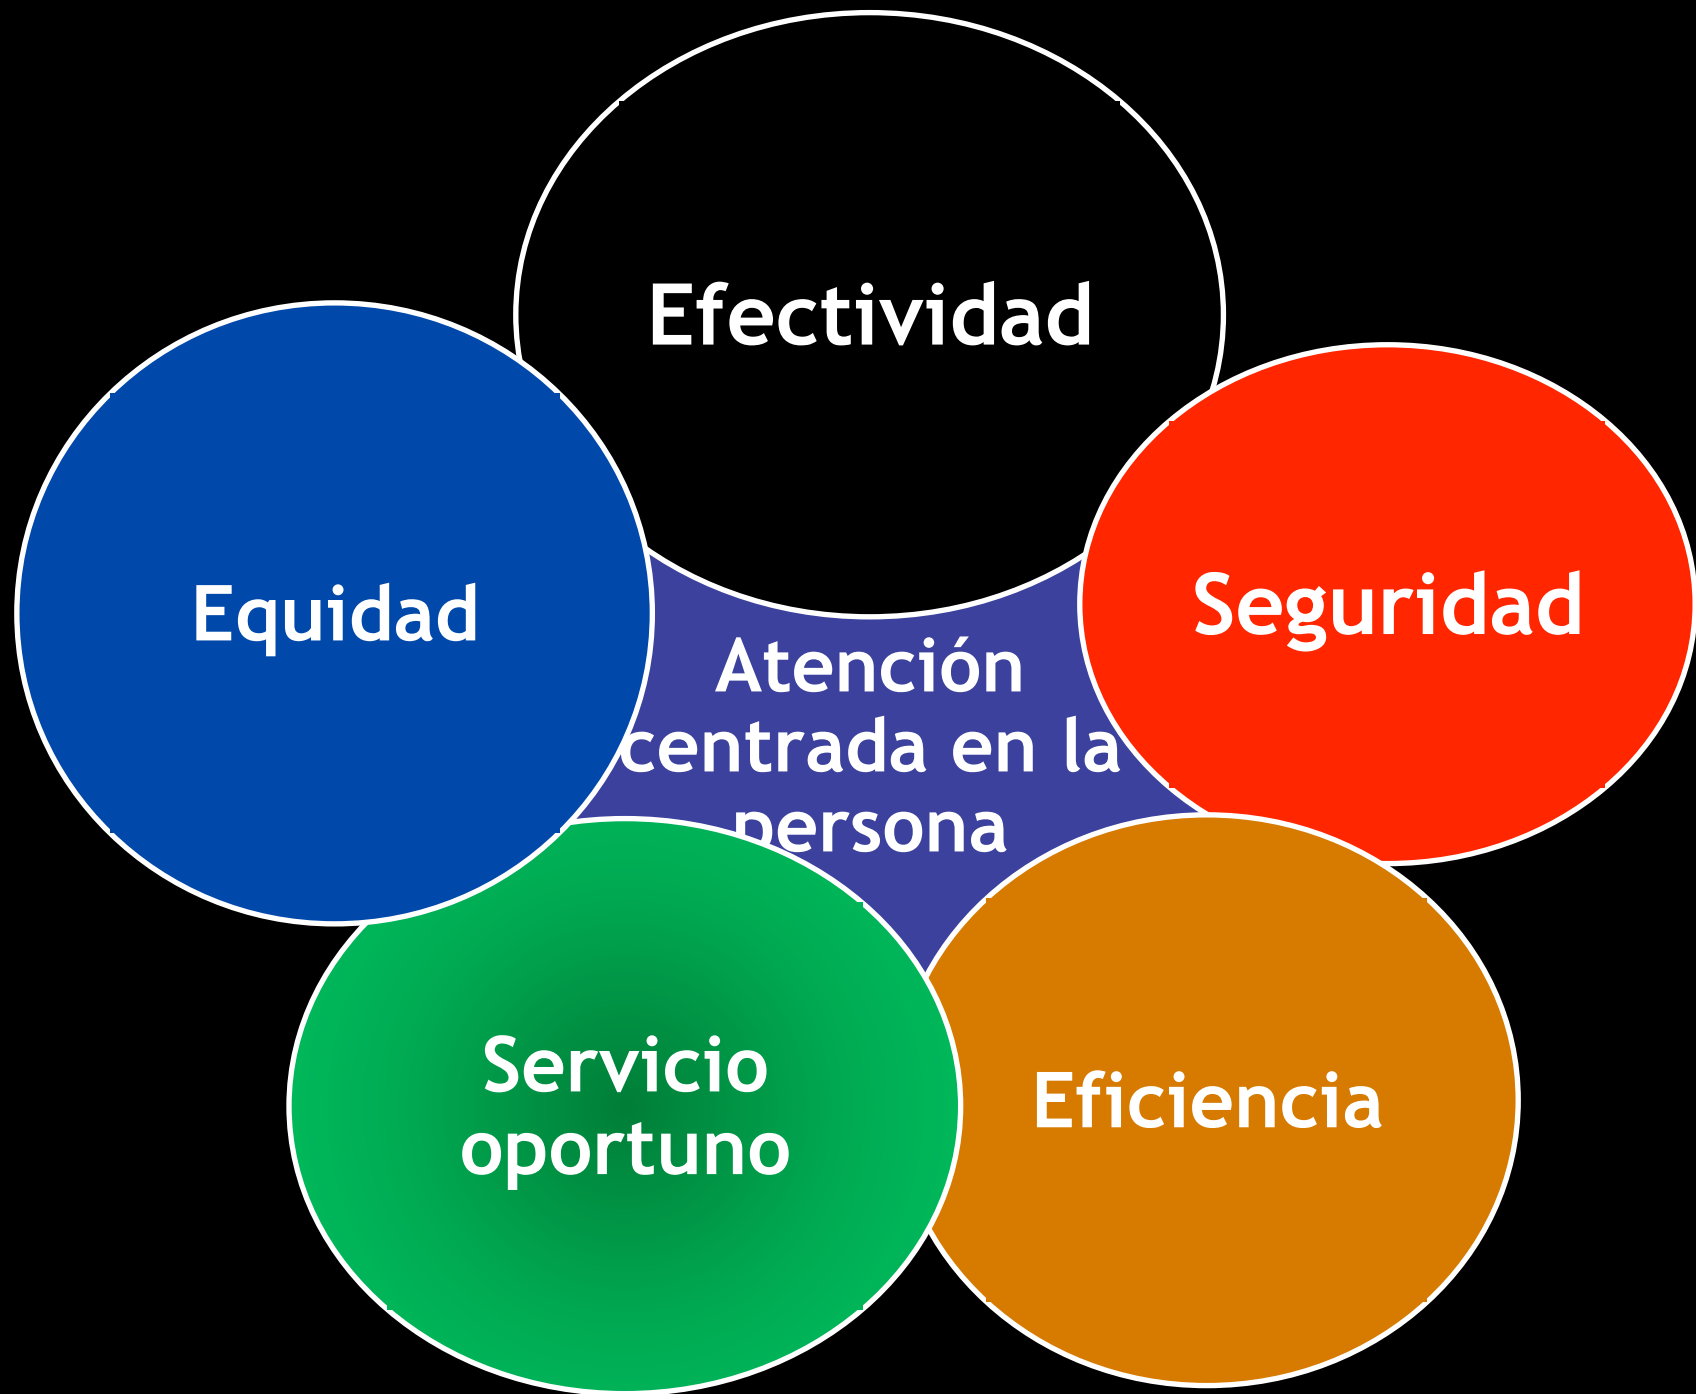 Efectividad
Equidad
Seguridad
Atención
centrada en la
persona
Servicio
oportuno
Eficiencia